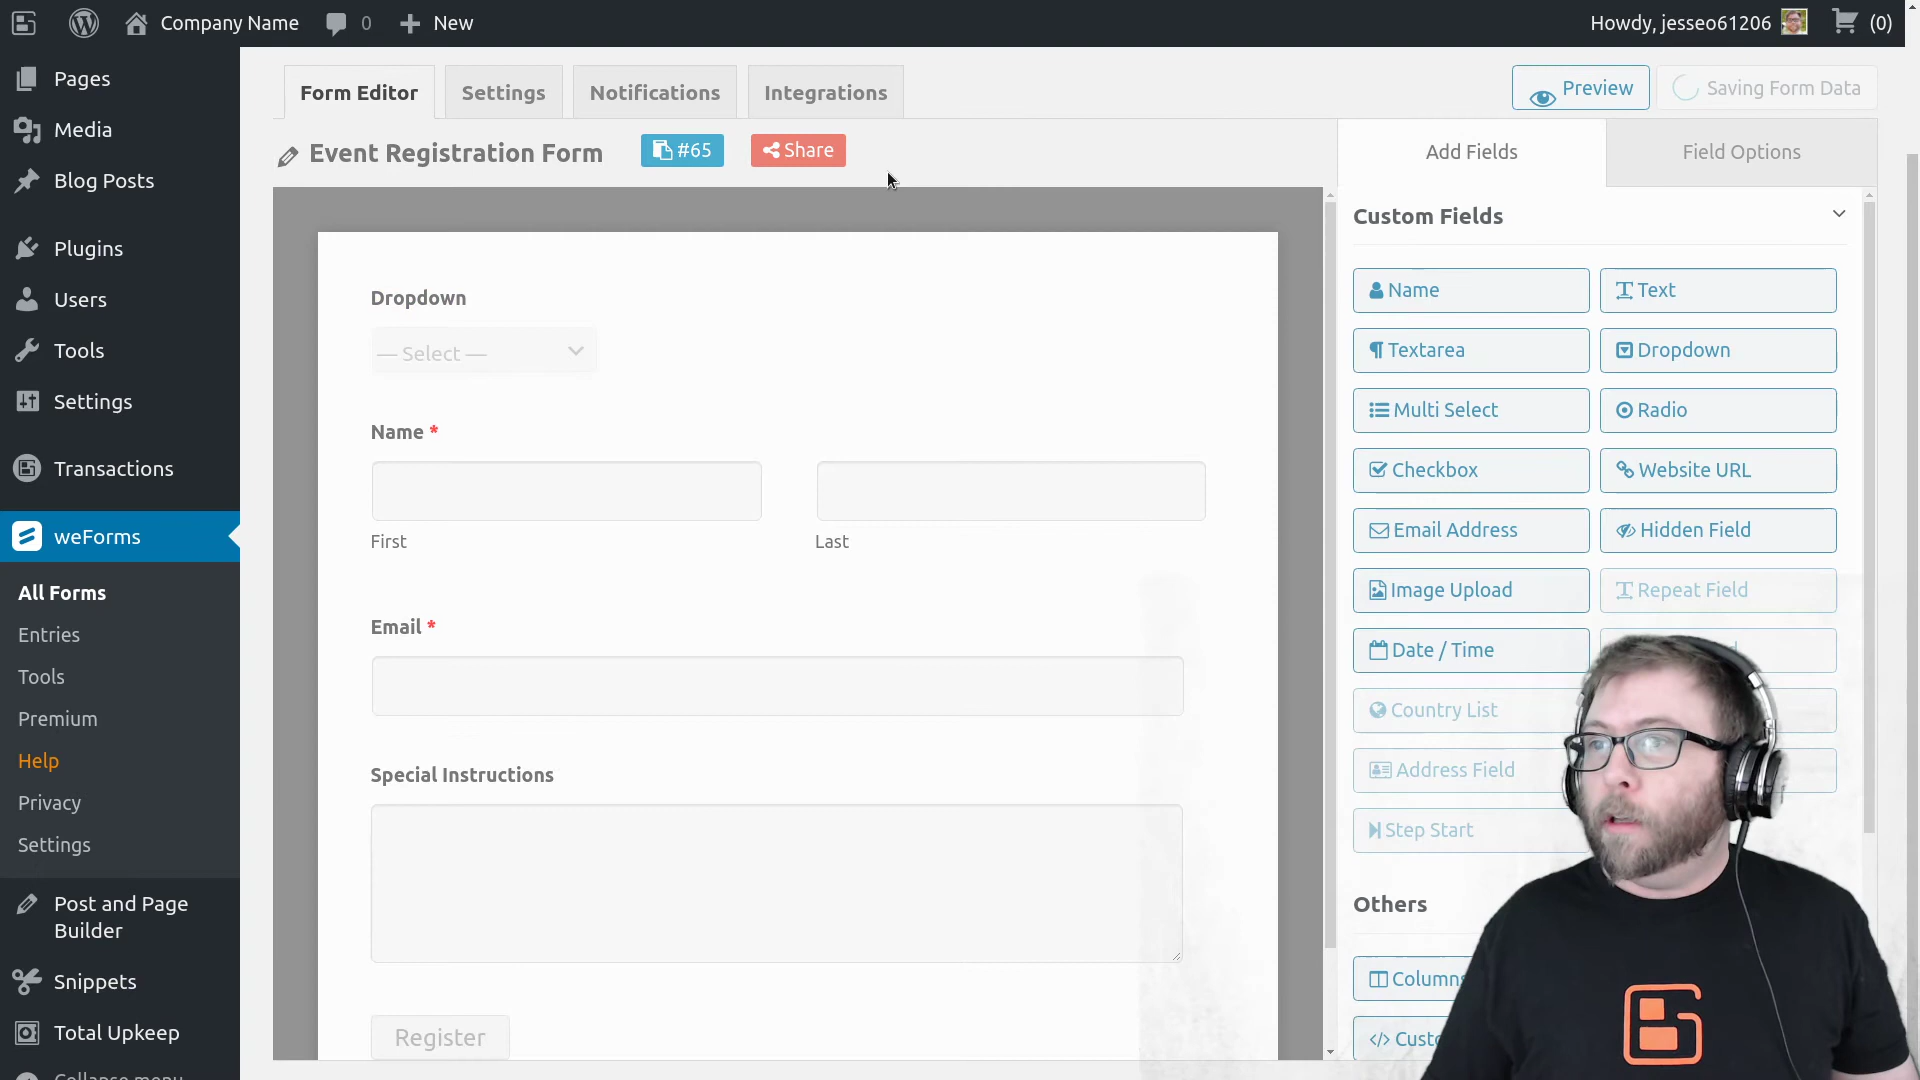 Company Name
0
New
Howdy, jesseo61206
(0)
Pages
Media
Blog Posts
Plugins
Users
Tools
Settings
Transactions
weForms
All Forms
Entries
Tools
Premium
Help
Privacy
Settings
Post and Page
Builder
Snippets
Total Upkeep
Collapse menu
Form Editor
Settings
Notifications
Integrations
Preview
Saving Form Data
Event Registration Form
#65
Share
Dropdown
— Select —
Name *
First
Last
Email *
Special Instructions
Register
Add Fields
Field Options
Custom Fields
Name
Text
Textarea
Dropdown
Multi Select
Radio
Checkbox
Website URL
Email Address
Hidden Field
Image Upload
Repeat Field
Date / Time
Country List
Address Field
Step Start
Others